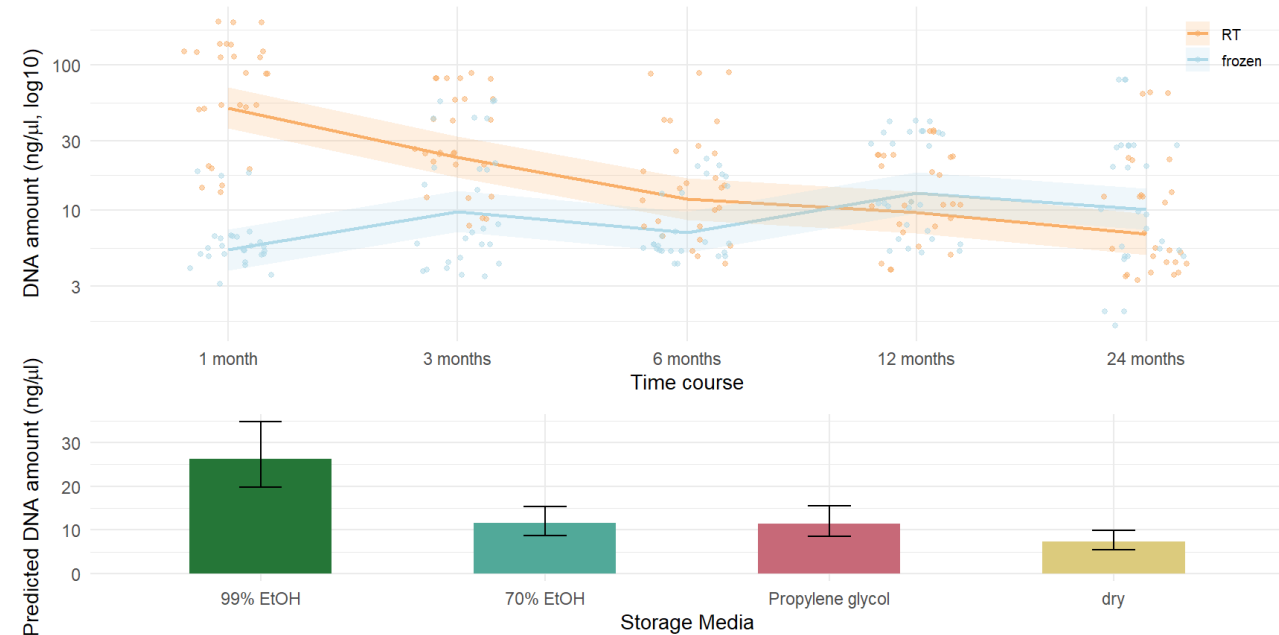 DNA amount (ng/µl, log10)
100
30
10
3
RT
frozen
1 month
3 months
6 months
12 months
24 months
Time course
Predicted DNA amount (ng/µl)
30
20
10
0
99% EtOH
70% EtOH
Propylene glycol
dry
Storage Media